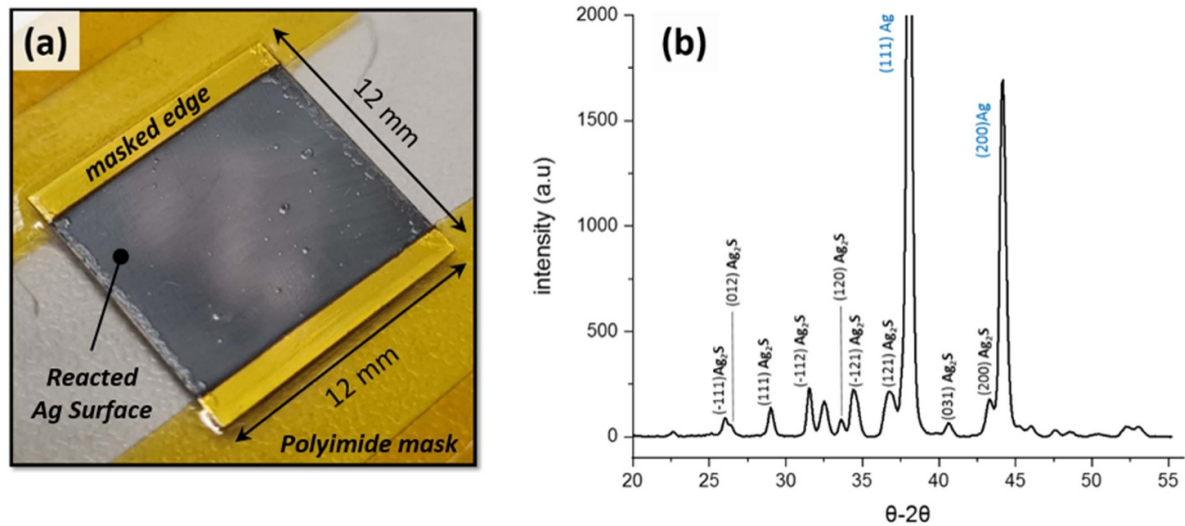 (a)
masked edge
12 mm
Reacted
Ag Surface
12 mm
Polyimide mask
(b)
intensity (a.u)
2000
1500
1000
500
0
(-111) Ag₂S
(012) Ag₂S
(111) Ag₂S
(-112) Ag₂S
(120) Ag₂S
(-121) Ag₂S
(121) Ag₂S
(111) Ag
(031) Ag₂S
(200) Ag₂S
(200)Ag
20 25 30 35 40 45 50 55
θ-2θ